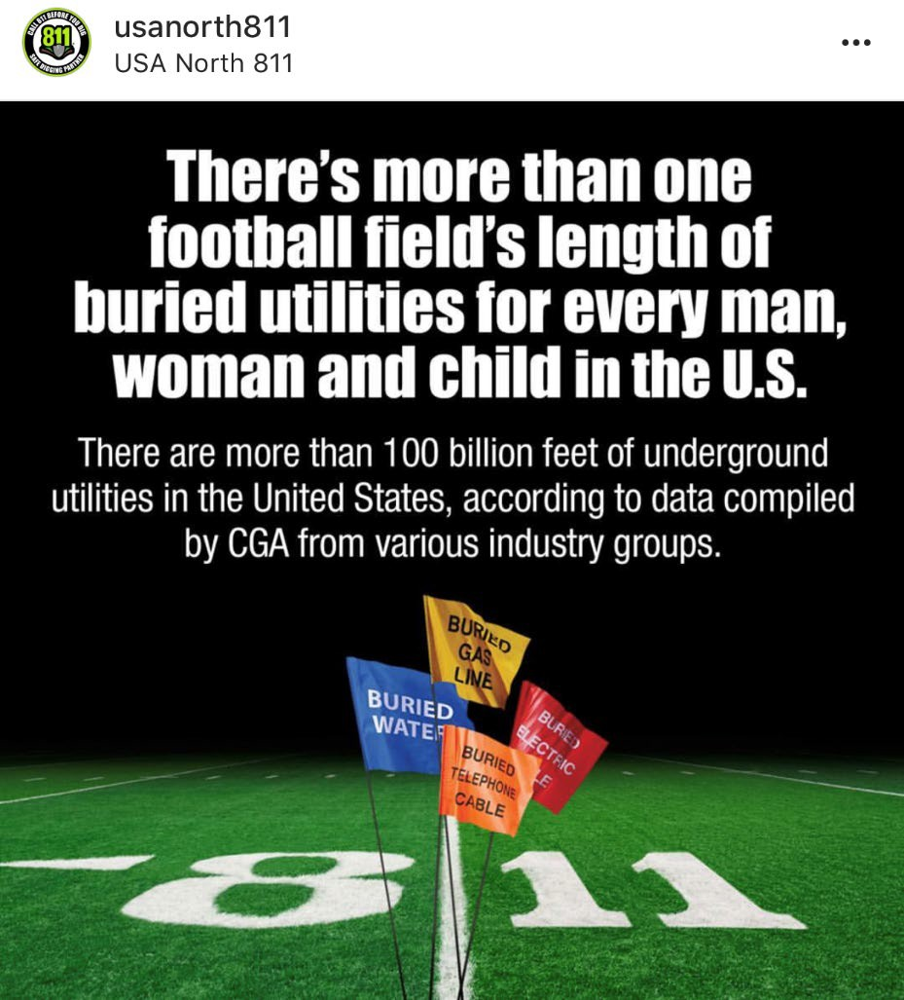 CALL 811 BEFORE YOU DIG
811
SAFE DIGGING PARTNER
usanorth811
USA North 811
There's more than one
football field's length of
buried utilities for every man,
woman and child in the U.S.
There are more than 100 billion feet of underground
utilities in the United States, according to data compiled
by CGA from various industry groups.
BURIED
GAS
LINE
BURIED
WATER
BURIED
ELECTRIC
LE
BURIED
TELEPHONE
CABLE
811